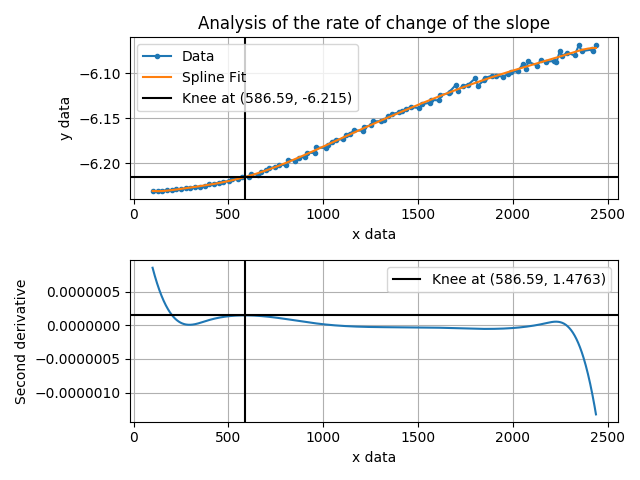 Analysis of the rate of change of the slope
Data
Spline Fit
Knee at (586.59, -6.215)
−6.10
−6.15
−6.20
y data
0 500 1000 1500 2000 2500
x data
Knee at (586.59, 1.4763)
0.0000005
0.0000000
−0.0000005
−0.0000010
Second derivative
0 500 1000 1500 2000 2500
x data